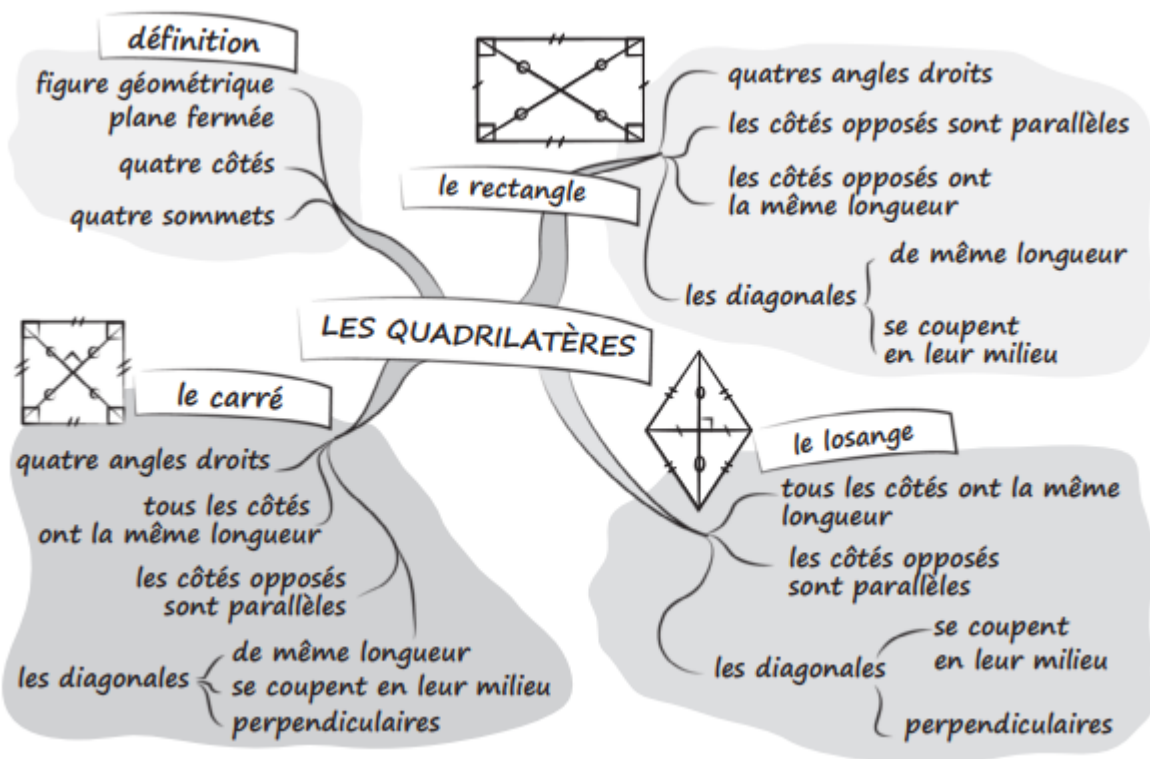 définition
figure géométrique
plane fermée
quatre côtés
quatre sommets
le rectangle
quatres angles droits
les côtés opposés sont parallèles
les côtés opposés ont
la même longueur
les diagonales
de même longueur
se coupent
en leur milieu
LES QUADRILATÈRES
le carré
quatre angles droits
tous les côtés
ont la même longueur
les côtés opposés
sont parallèles
les diagonales
de même longueur
se coupent en leur milieu
perpendiculaires
le losange
tous les côtés ont la même
longueur
les côtés opposés
sont parallèles
les diagonales
se coupent
en leur milieu
perpendiculaires